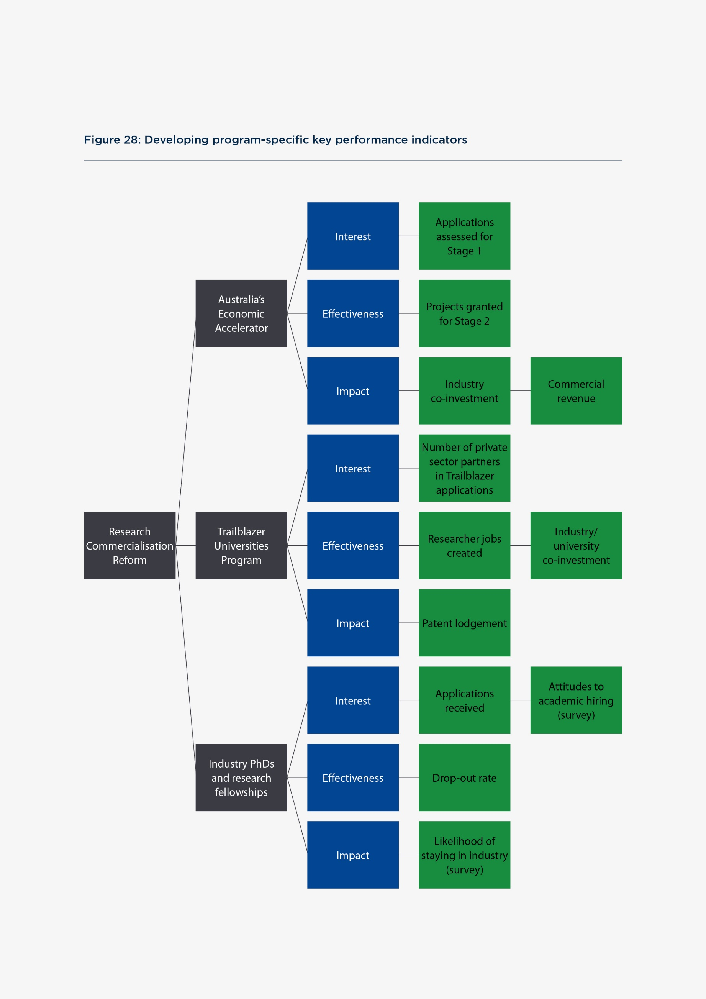 Figure 28: Developing program-specific key performance indicators
Interest
Applications
assessed for
Stage 1
Australia’s
Economic
Accelerator
Effectiveness
Projects granted
for Stage 2
Impact
Industry
co-investment
Commercial
revenue
Interest
Number of private
sector partners
in Trailblazer
applications
Research
Commercialisation
Reform
Trailblazer
Universities
Program
Effectiveness
Researcher jobs
created
Industry/
university
co-investment
Impact
Patent lodgement
Interest
Applications
received
Attitudes to
academic hiring
(survey)
Industry PhDs
and research
fellowships
Effectiveness
Drop-out rate
Impact
Likelihood of
staying in industry
(survey)